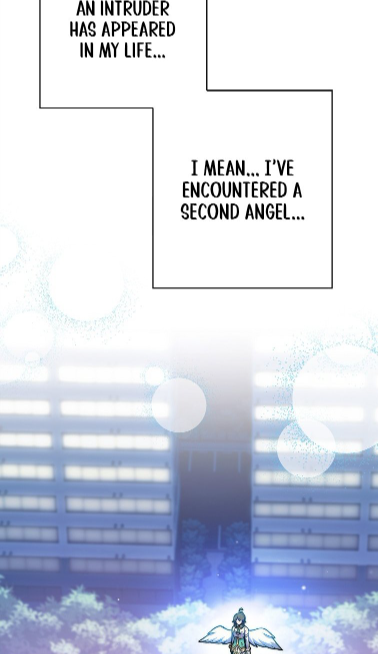 AN INTRUDER
HAS APPEARED
IN MY LIFE...
I MEAN... I'VE
ENCOUNTERED A
SECOND ANGEL...